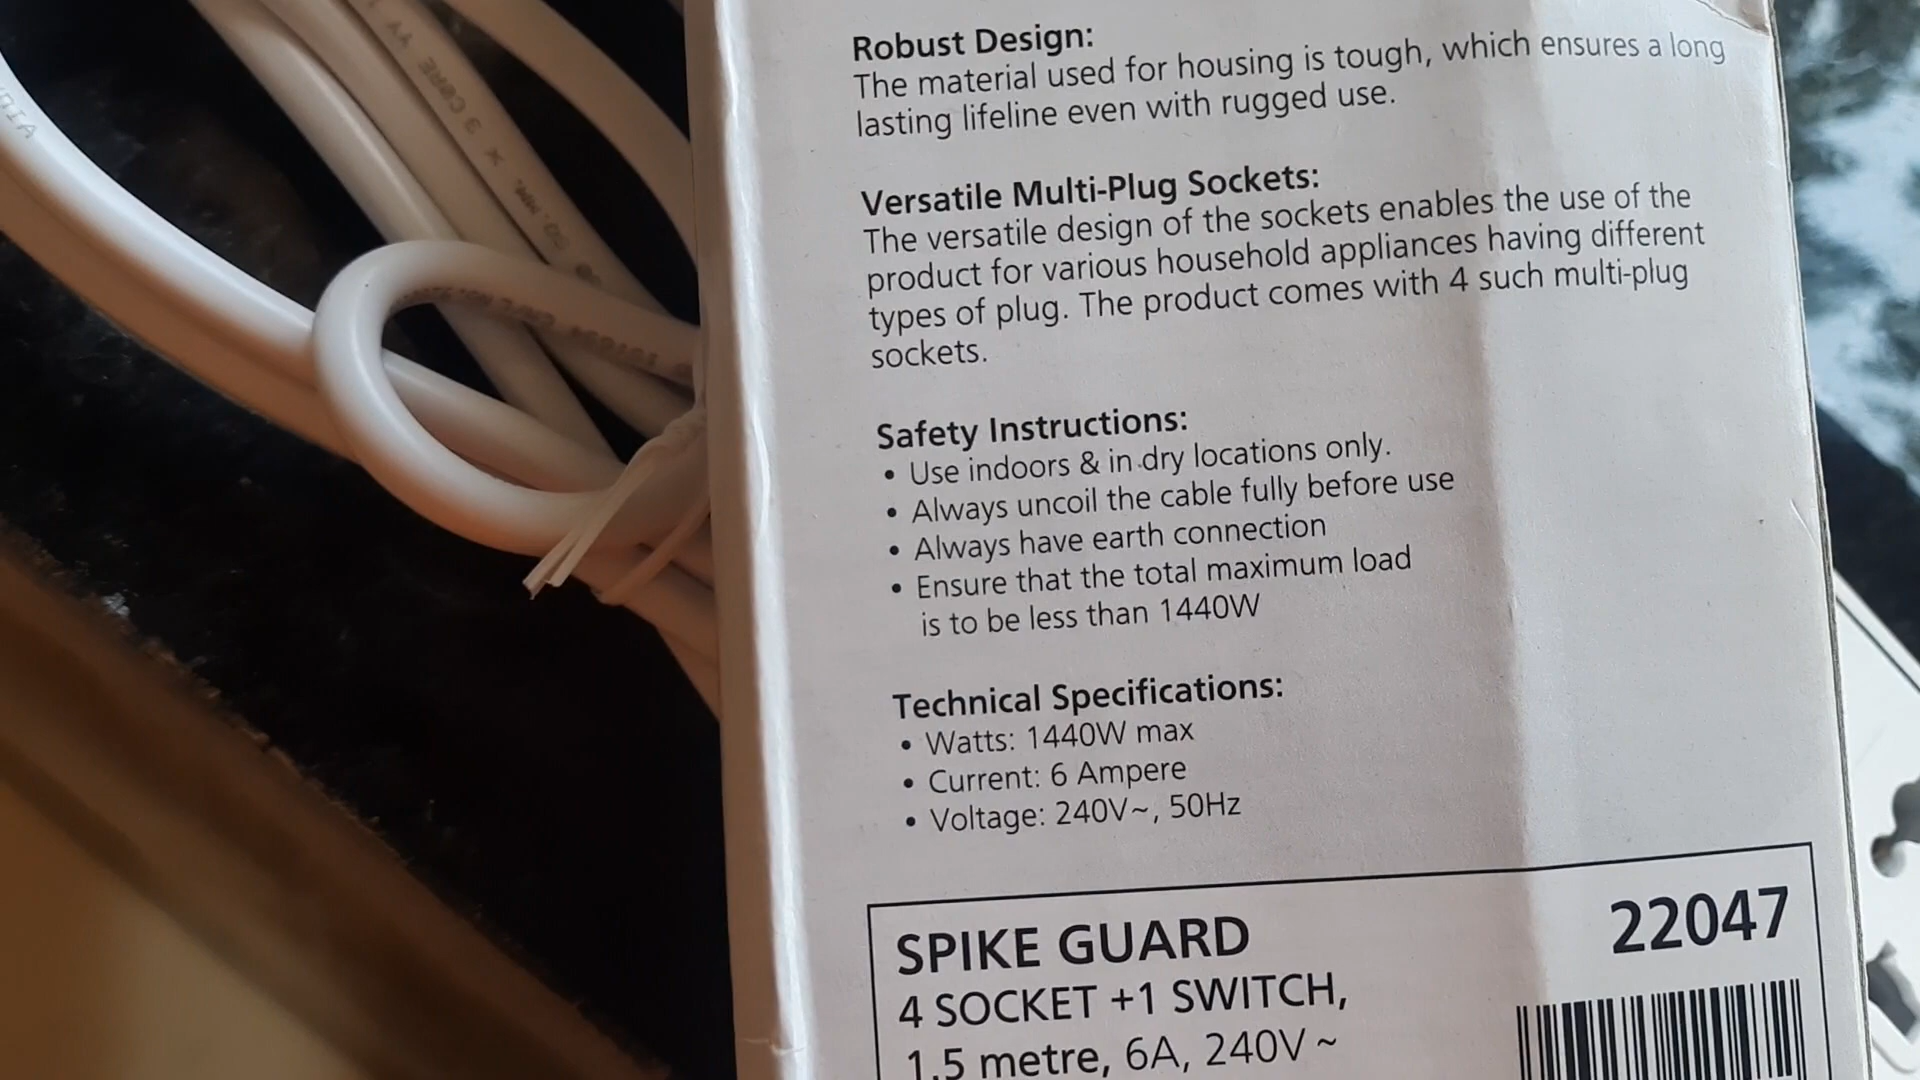 Robust Design:
The material used for housing is tough, which ensures a long
lasting lifeline even with rugged use.
Versatile Multi-Plug Sockets:
The versatile design of the sockets enables the use of the
product for various household appliances having different
types of plug. The product comes with 4 such multi-plug
sockets.
Safety Instructions:
• Use indoors & in dry locations only.
• Always uncoil the cable fully before use
• Always have earth connection
• Ensure that the total maximum load
is to be less than 1440W
Technical Specifications:
• Watts: 1440W max
• Current: 6 Ampere
• Voltage: 240V~, 50Hz
SPIKE GUARD
22047
4 SOCKET +1 SWITCH,
1.5 metre, 6A, 240V ~
3 CORE X